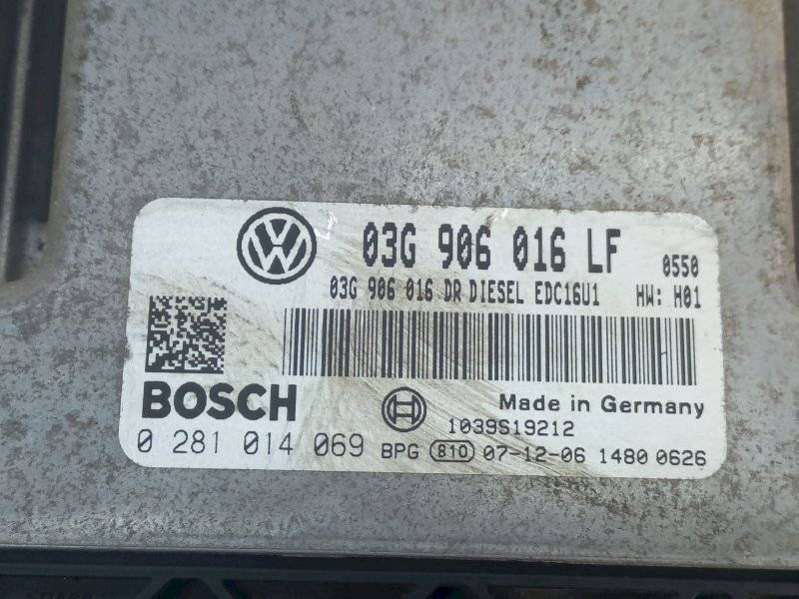 03G 906 016 LF 0550
03G 906 016 DR DIESEL EDC16U1 HW: H01
BOSCH
Made in Germany
1039S19212
0 281 014 069 BPG 810 07-12-06 1480 0626